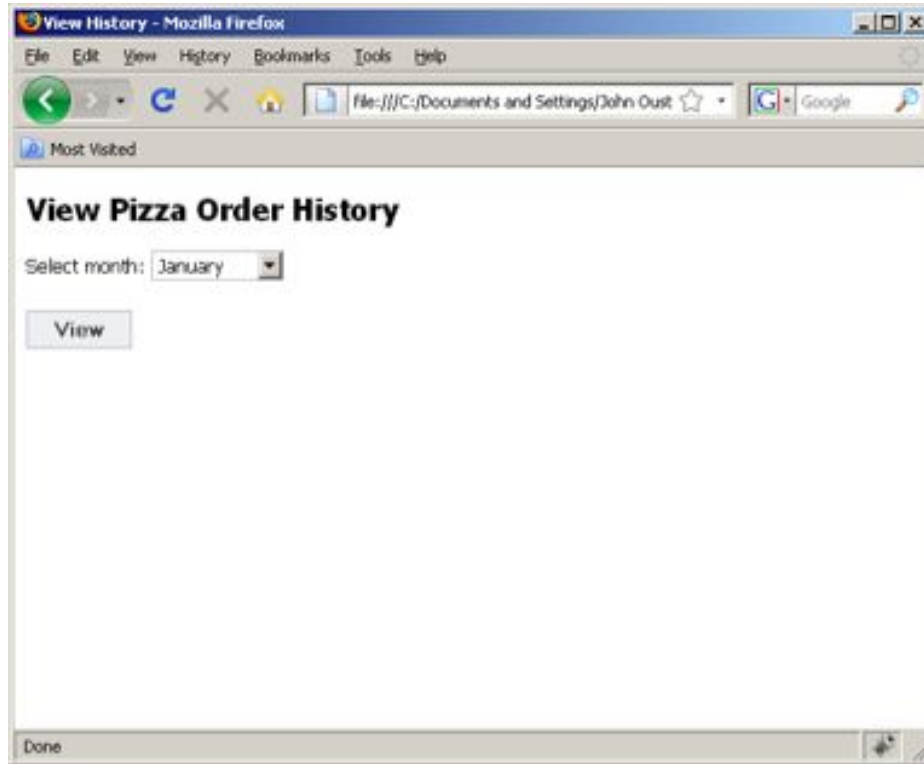 View History - Mozilla Firefox
File Edit View History Bookmarks Tools Help
file:///C:/Documents and Settings/John Oust
Google
Most Visited
View Pizza Order History
Select month: January
View
Done